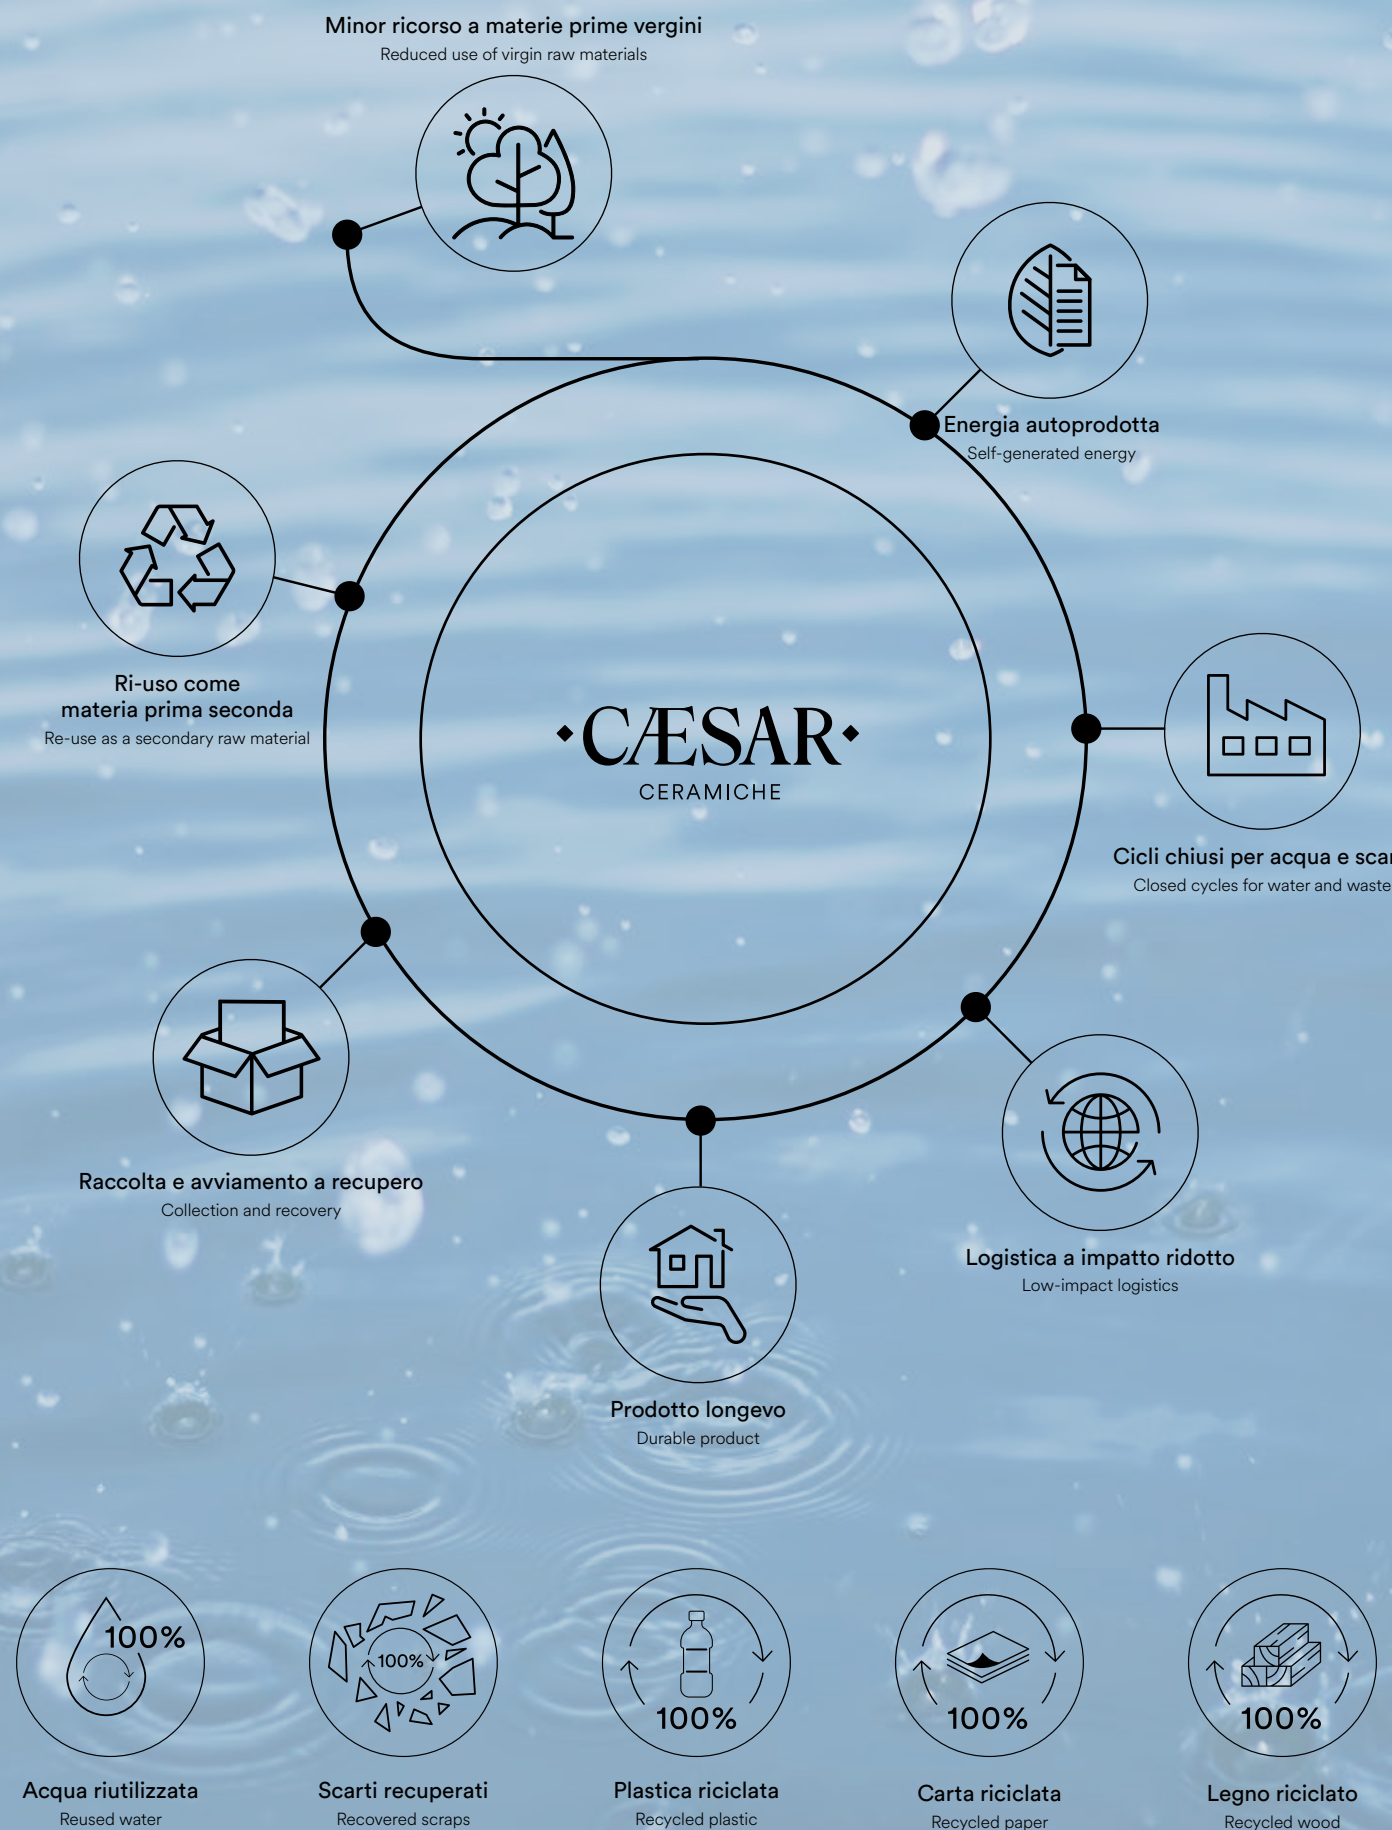 Minor ricorso a materie prime vergini
Reduced use of virgin raw materials
Energia autoprodotta
Self-generated energy
Ri-uso come
materia prima seconda
Re-use as a secondary raw material
CÆSAR
CERAMICHE
Cicli chiusi per acqua e
Closed cycles for water and waste
Raccolta e avviamento a recupero
Collection and recovery
Logistica a impatto ridotto
Low-impact logistics
Prodotto longevo
Durable product
100%
100%
100%
100%
100%
Acqua riutilizzata
Reused water
Scarti recuperati
Recovered scraps
Plastica riciclata
Recycled plastic
Carta riciclata
Recycled paper
Legno riciclato
Recycled wood